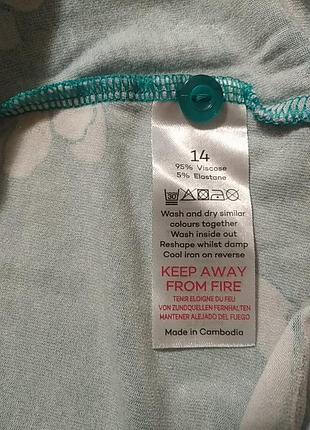 14
95% Viscose
5% Elastane
30
Wash and dry similar
colours together
Wash inside out
Reshape whilst damp
Cool iron on reverse
KEEP AWAY
FROM FIRE
TENIR ELOIGNE DU FEU
VON ZUNDQUELLEN FERNHALTEN
MANTENER ALEJADO DEL FUEGO
Made in Cambodia